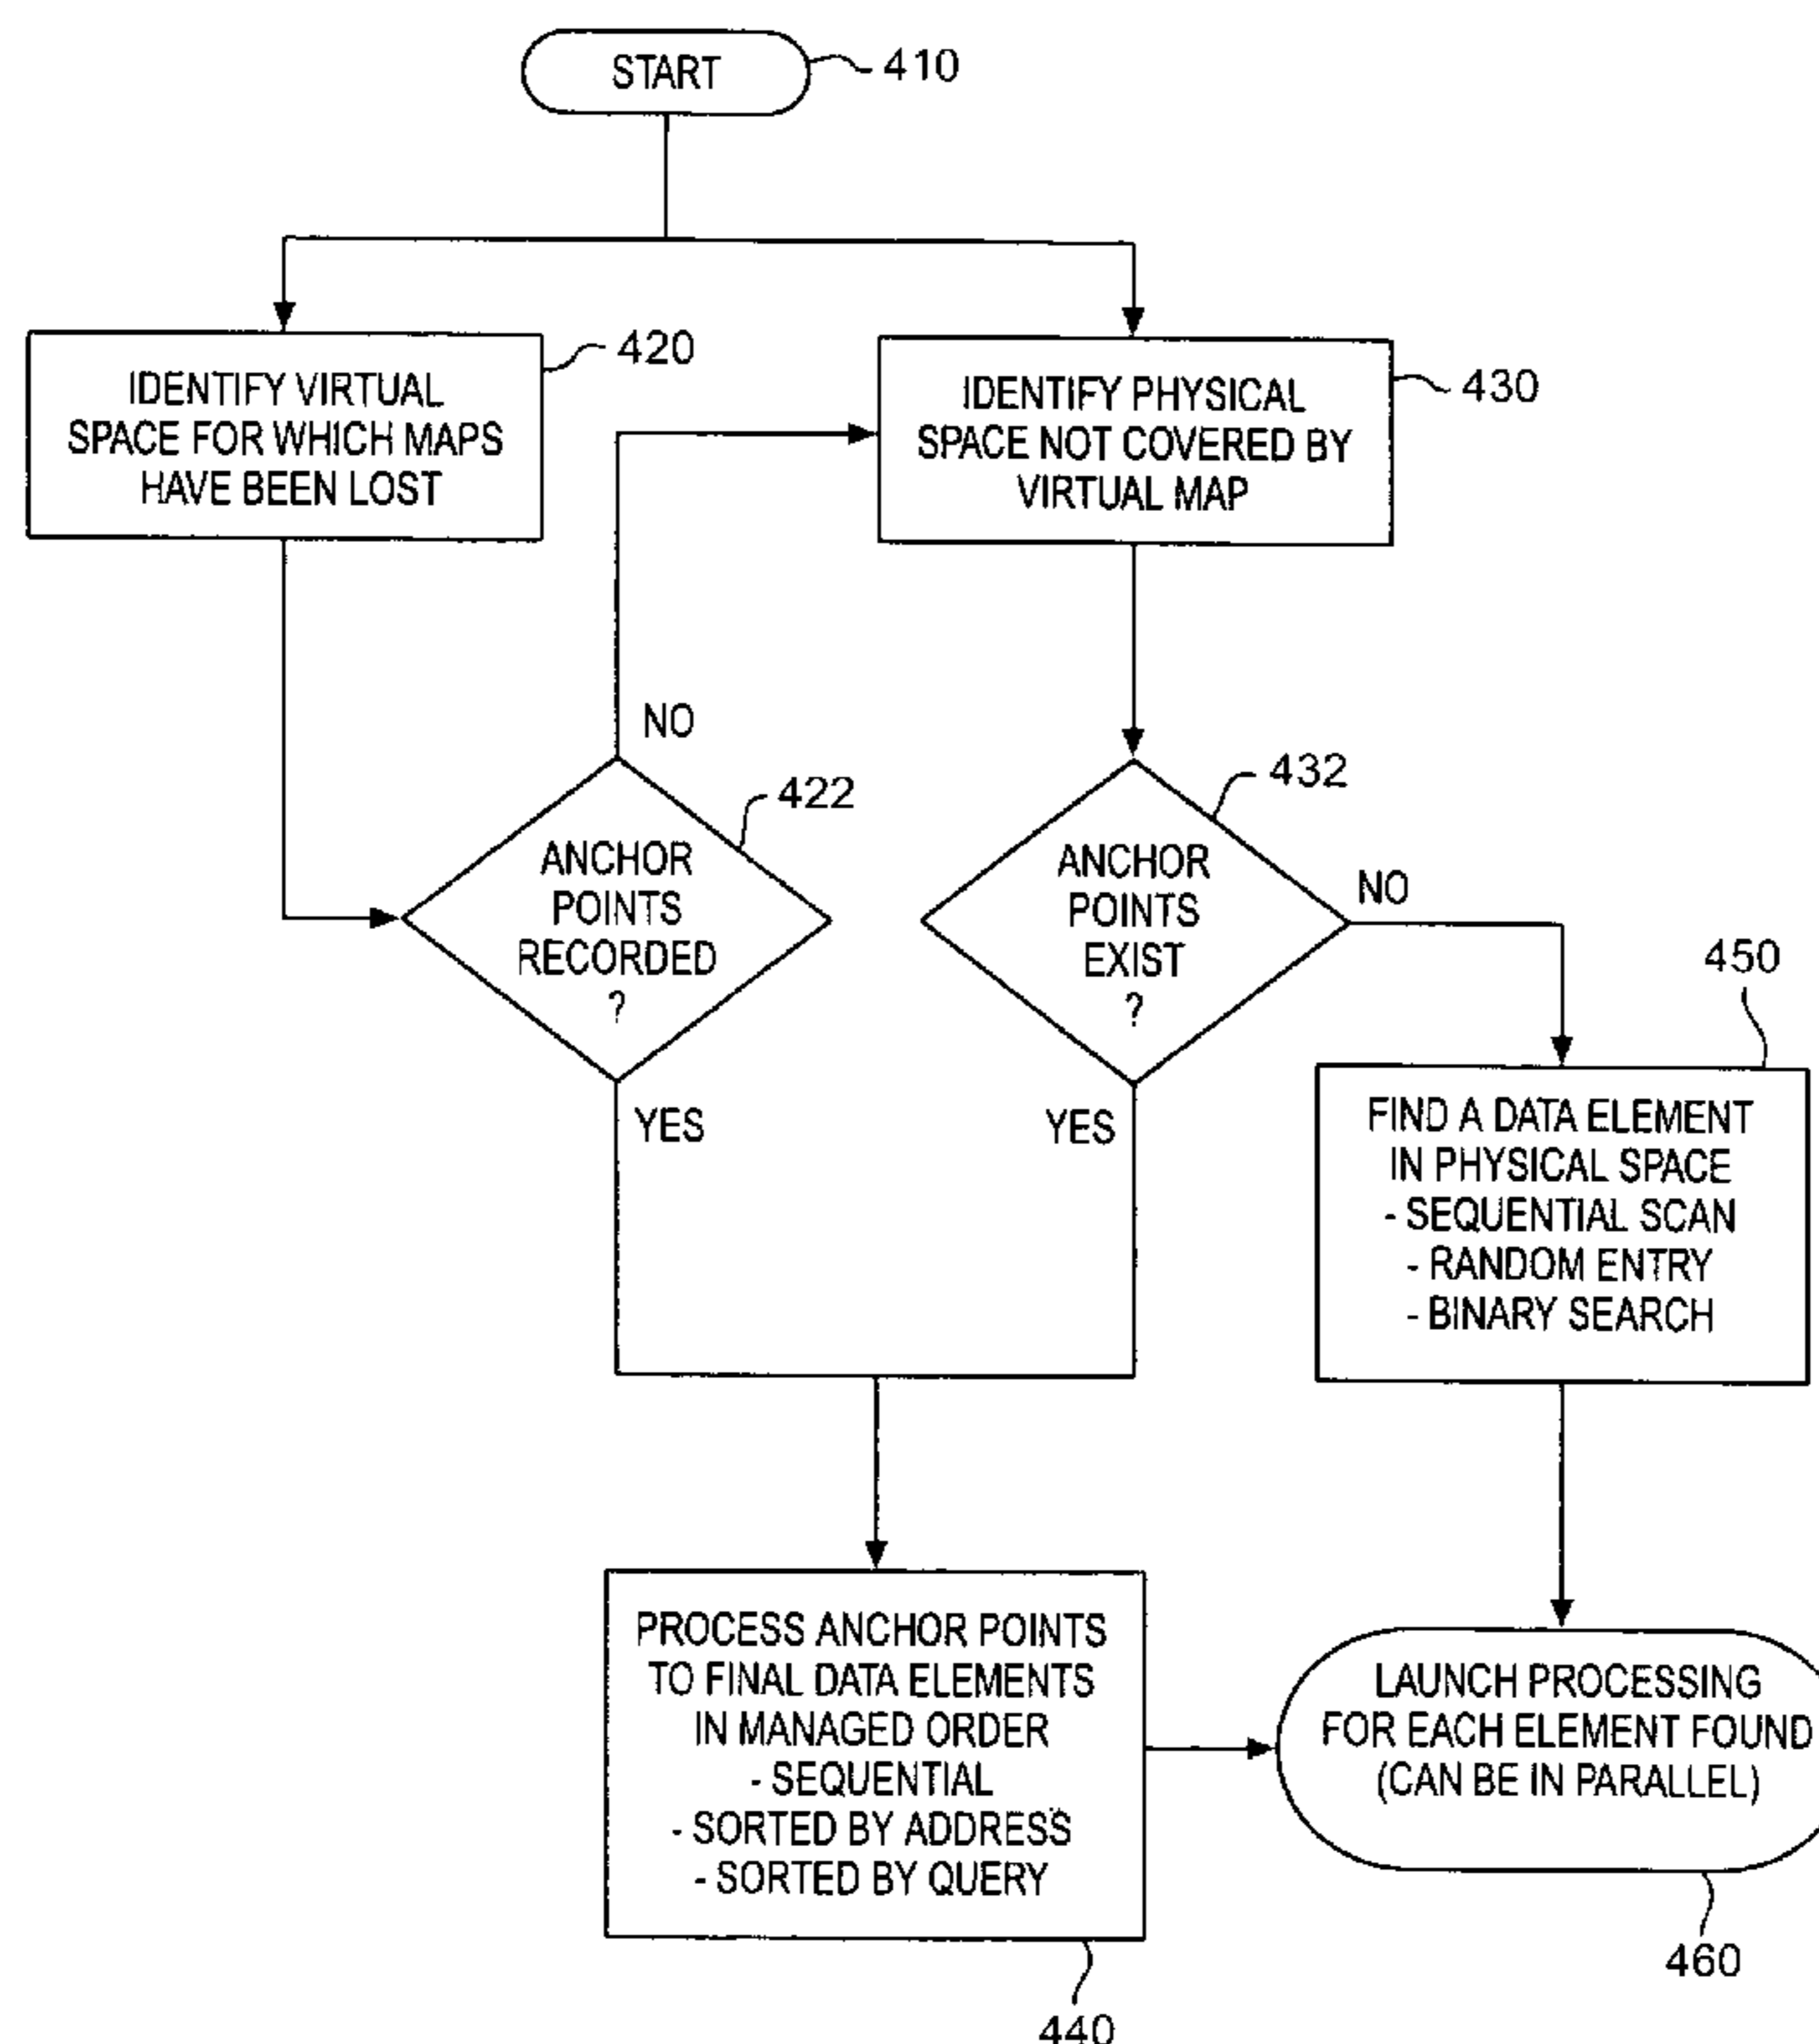 START
410
IDENTIFY VIRTUAL
SPACE FOR WHICH MAPS
HAVE BEEN LOST
420
IDENTIFY PHYSICAL
SPACE NOT COVERED BY
VIRTUAL MAP
430
NO
ANCHOR
POINTS
RECORDED
?
422
YES
ANCHOR
POINTS
EXIST
?
432
NO
YES
450
FIND A DATA ELEMENT
IN PHYSICAL SPACE
- SEQUENTIAL SCAN
- RANDOM ENTRY
- BINARY SEARCH
PROCESS ANCHOR POINTS
TO FINAL DATA ELEMENTS
IN MANAGED ORDER
- SEQUENTIAL
- SORTED BY ADDRESS
- SORTED BY QUERY
440
LAUNCH PROCESSING
FOR EACH ELEMENT FOUND
(CAN BE IN PARALLEL)
460